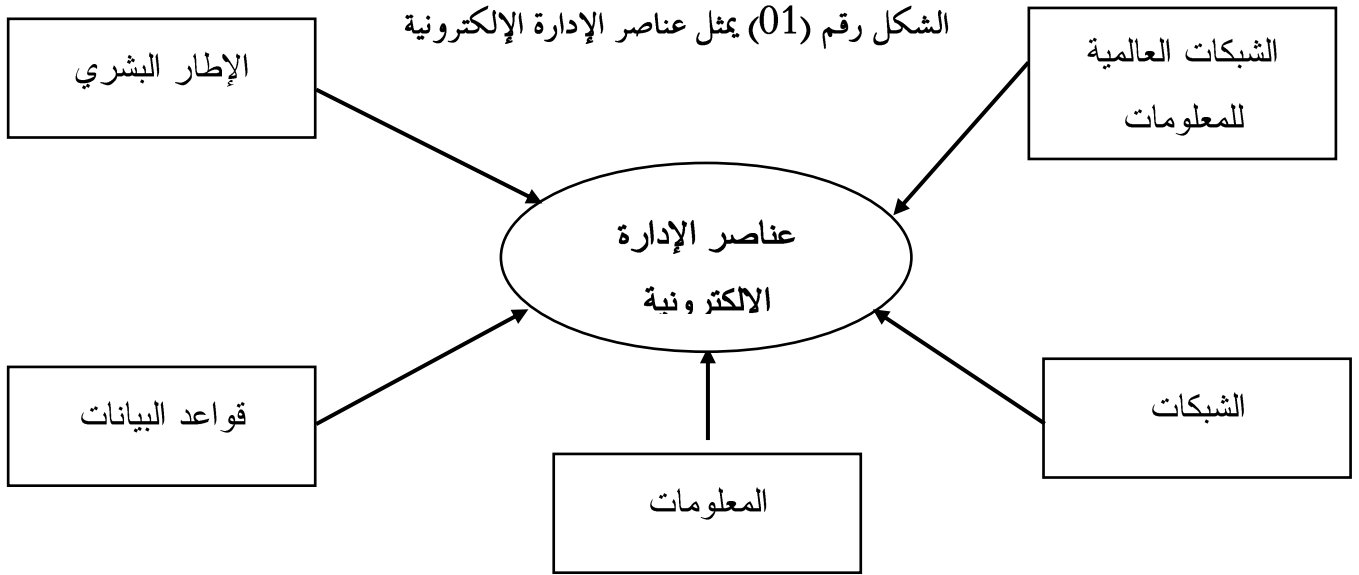 الشكل رقم (01) يمثل عناصر الإدارة الإلكترونية
الشبكات العالمية
للمعلومات
الإطار البشري
عناصر الإدارة
الالكترونية
الشبكات
قواعد البيانات
المعلومات